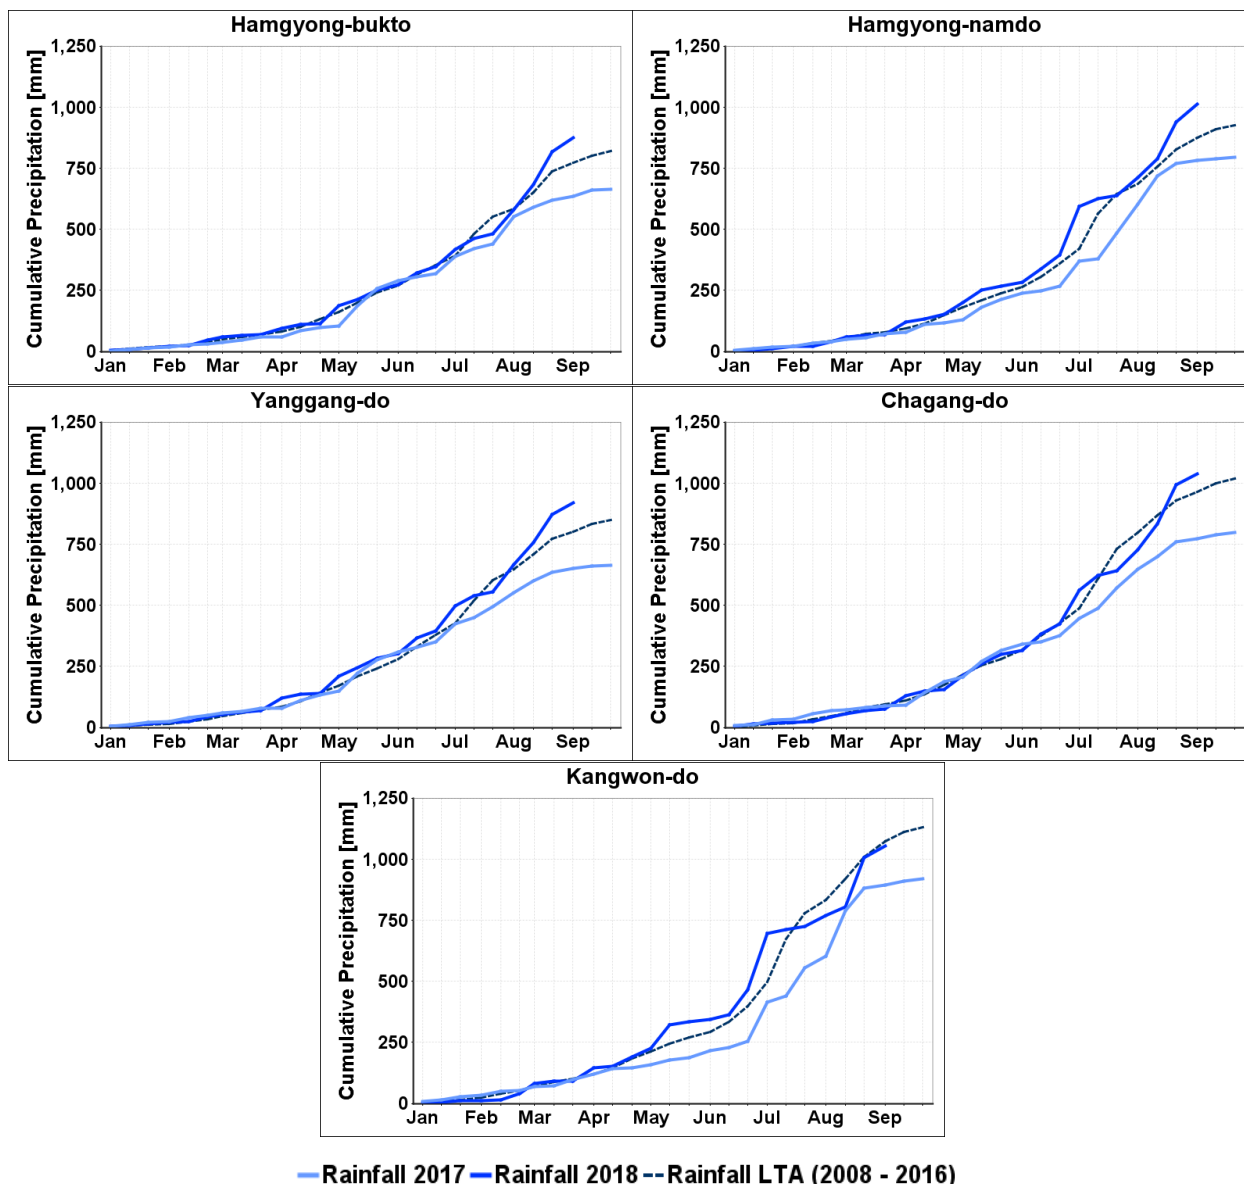 Hamgyong-bukto
Cumulative Precipitation [mm]
1,250
1,000
750
500
250
0
Jan Feb Mar Apr May Jun Jul Aug Sep
Hamgyong-namdo
Cumulative Precipitation [mm]
1,250
1,000
750
500
250
0
Jan Feb Mar Apr May Jun Jul Aug Sep
Yanggang-do
Cumulative Precipitation [mm]
1,250
1,000
750
500
250
0
Jan Feb Mar Apr May Jun Jul Aug Sep
Chagang-do
Cumulative Precipitation [mm]
1,250
1,000
750
500
250
0
Jan Feb Mar Apr May Jun Jul Aug Sep
Kangwon-do
Cumulative Precipitation [mm]
1,250
1,000
750
500
250
0
Jan Feb Mar Apr May Jun Jul Aug Sep
Rainfall 2017 Rainfall 2018 Rainfall LTA (2008 - 2016)